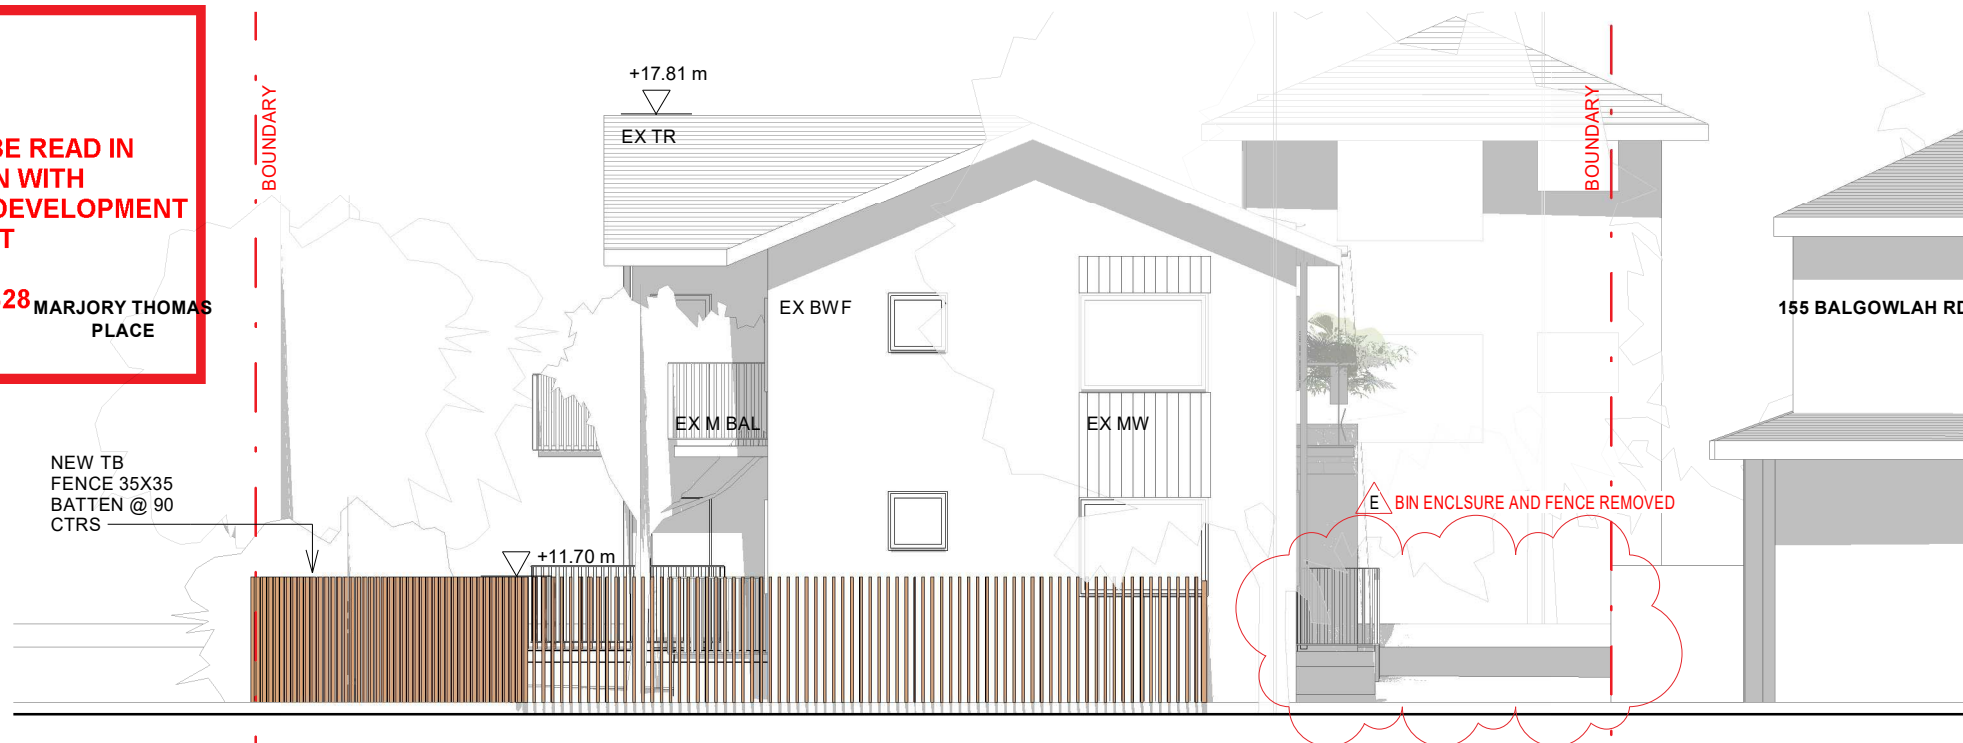 BE READ IN
N WITH
DEVELOPMENT
T
28
MARJORY THOMAS
PLACE
BOUNDARY
+17.81 m
EX TR
EX BWF
EX M BAL
EX MW
BOUNDARY
155 BALGOWLAH RD
NEW TB
FENCE 35X35
BATTEN @ 90
CTRS
+11.70 m
E BIN ENCLSURE AND FENCE REMOVED